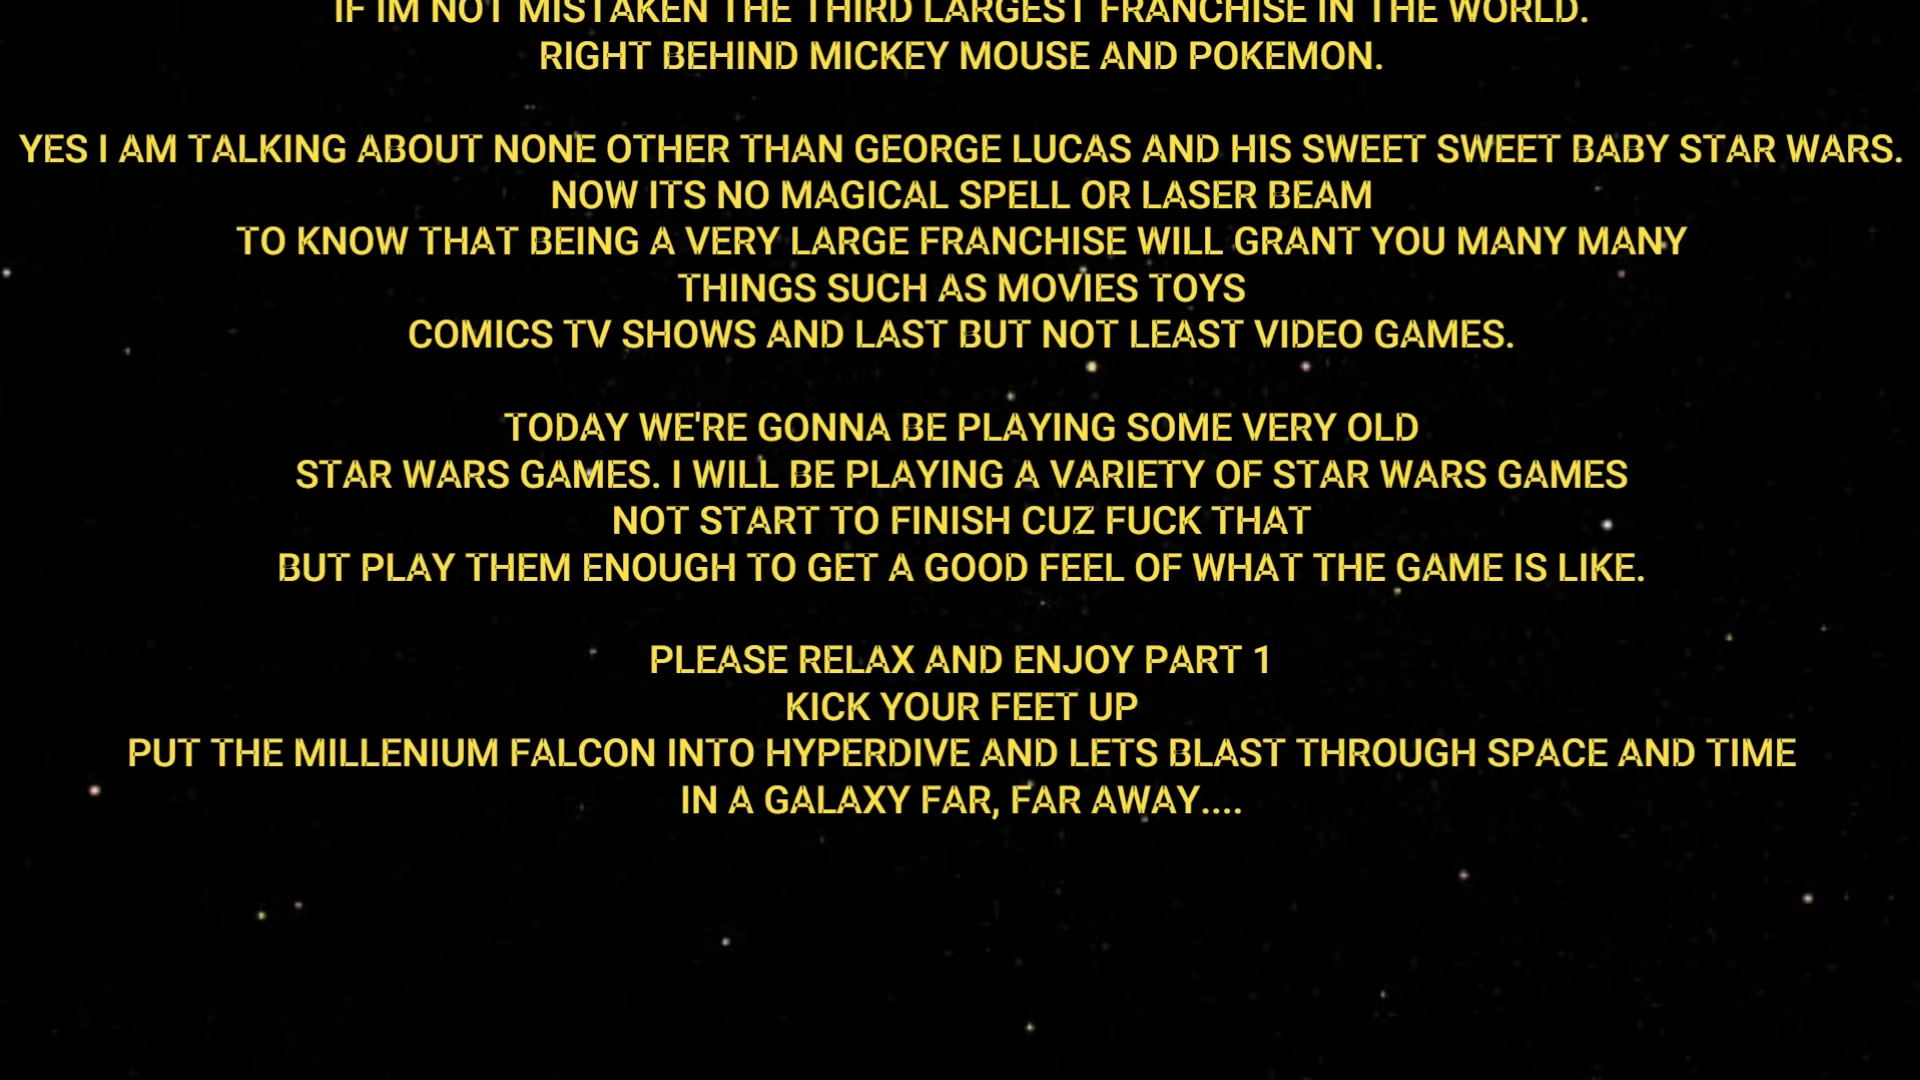 IF IM NOT MISTAKEN THE THIRD LARGEST FRANCHISE IN THE WORLD.
RIGHT BEHIND MICKEY MOUSE AND POKEMON.
YES I AM TALKING ABOUT NONE OTHER THAN GEORGE LUCAS AND HIS SWEET SWEET BABY STAR WARS.
NOW ITS NO MAGICAL SPELL OR LASER BEAM
TO KNOW THAT BEING A VERY LARGE FRANCHISE WILL GRANT YOU MANY MANY
THINGS SUCH AS MOVIES TOYS
COMICS TV SHOWS AND LAST BUT NOT LEAST VIDEO GAMES.
TODAY WE'RE GONNA BE PLAYING SOME VERY OLD
STAR WARS GAMES. I WILL BE PLAYING A VARIETY OF STAR WARS GAMES
NOT START TO FINISH CUZ FUCK THAT
BUT PLAY THEM ENOUGH TO GET A GOOD FEEL OF WHAT THE GAME IS LIKE.
PLEASE RELAX AND ENJOY PART 1
KICK YOUR FEET UP
PUT THE MILLENIUM FALCON INTO HYPERDIVE AND LETS BLAST THROUGH SPACE AND TIME
IN A GALAXY FAR, FAR AWAY....